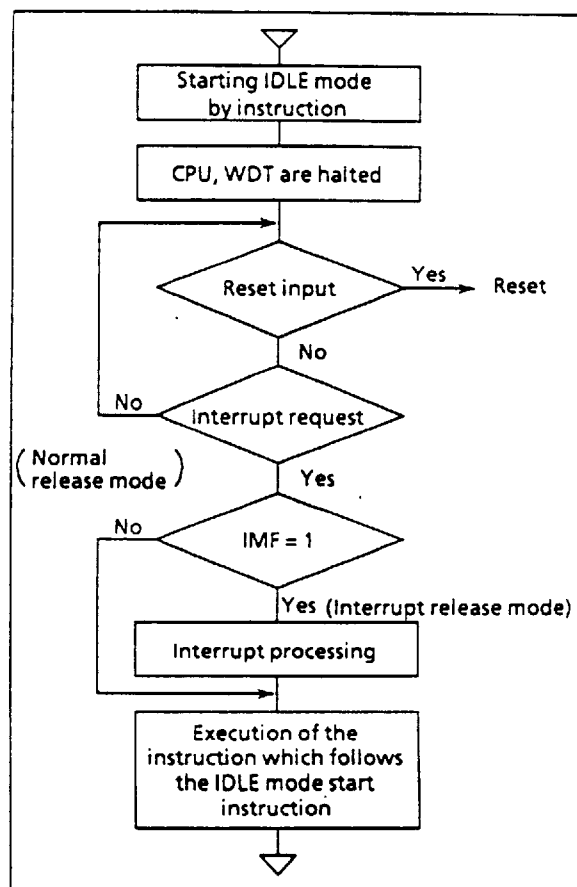 Starting IDLE mode
by instruction
CPU, WDT are halted
Reset input
Yes
Reset
No
Interrupt request
No
Yes
(Normal
release mode)
IMF = 1
No
Yes (Interrupt release mode)
Interrupt processing
Execution of the
instruction which follows
the IDLE mode start
instruction